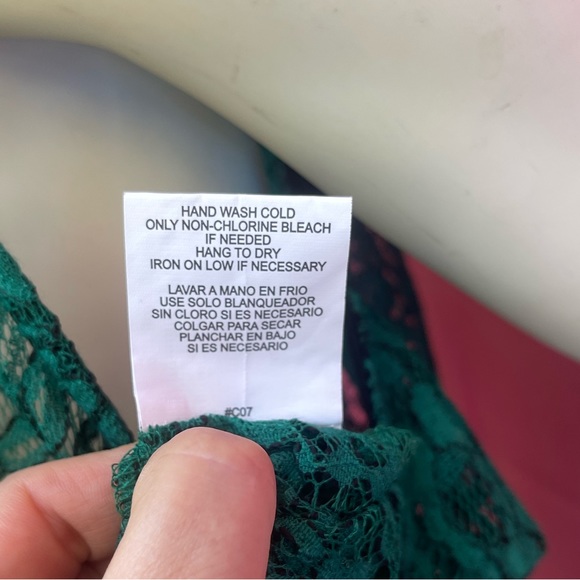 HAND WASH COLD
ONLY NON-CHLORINE BLEACH
IF NEEDED
HANG TO DRY
IRON ON LOW IF NECESSARY
LAVAR A MANO EN FRIO
USE SOLO BLANQUEADOR
SIN CLORO SI ES NECESARIO
COLGAR PARA SECAR
PLANCHAR EN BAJO
SI ES NECESARIO
#C07